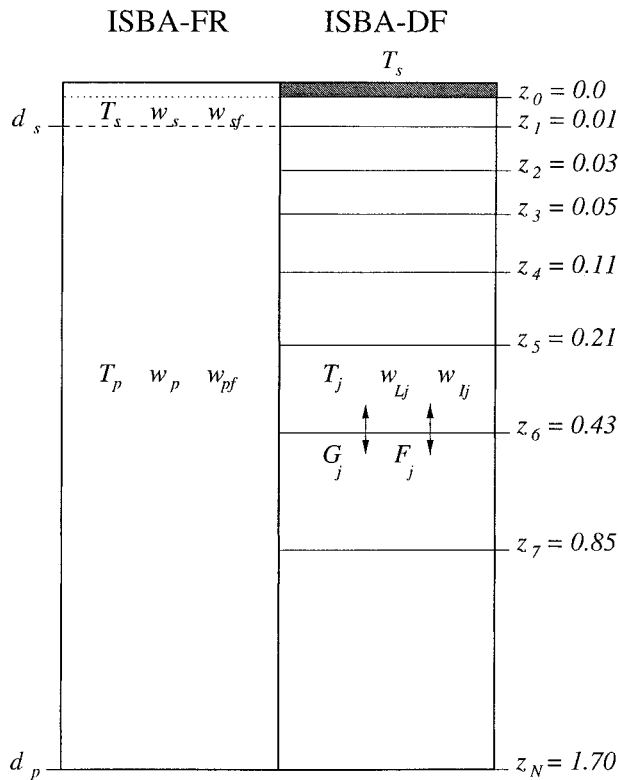 ISBA-FR ISBA-DF
T_s
z_0 = 0.0
T_s w_s w_sf
d_s z_1 = 0.01
z_2 = 0.03
z_3 = 0.05
z_4 = 0.11
z_5 = 0.21
T_p w_p w_pf T_j w_Lj w_Ij
z_6 = 0.43
G_j F_j
z_7 = 0.85
d_p z_N = 1.70